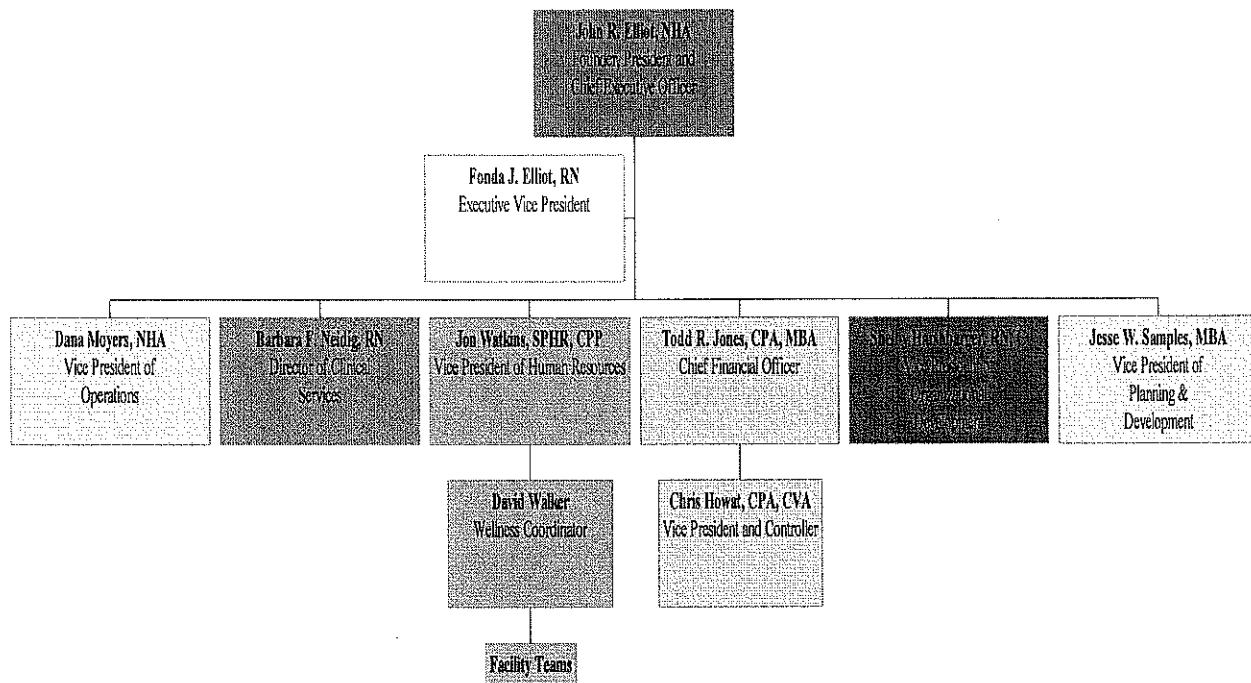 John R. Elliot, NHA
Founder, President and
Chief Executive Officer
Fonda J. Elliot, RN
Executive Vice President
Dana Moyers, NHA
Vice President of
Operations
Barbara F. Neidig, RN
Director of Clinical
Services
Jon Watkins, SPHR, CPP
Vice President of Human Resources
Todd R. Jones, CPA, MBA
Chief Financial Officer
RN, C
Jesse W. Samples, MBA
Vice President of
Planning &
Development
David Walker
Wellness Coordinator
Chris Howat, CPA, CVA
Vice President and Controller
Facility Teams